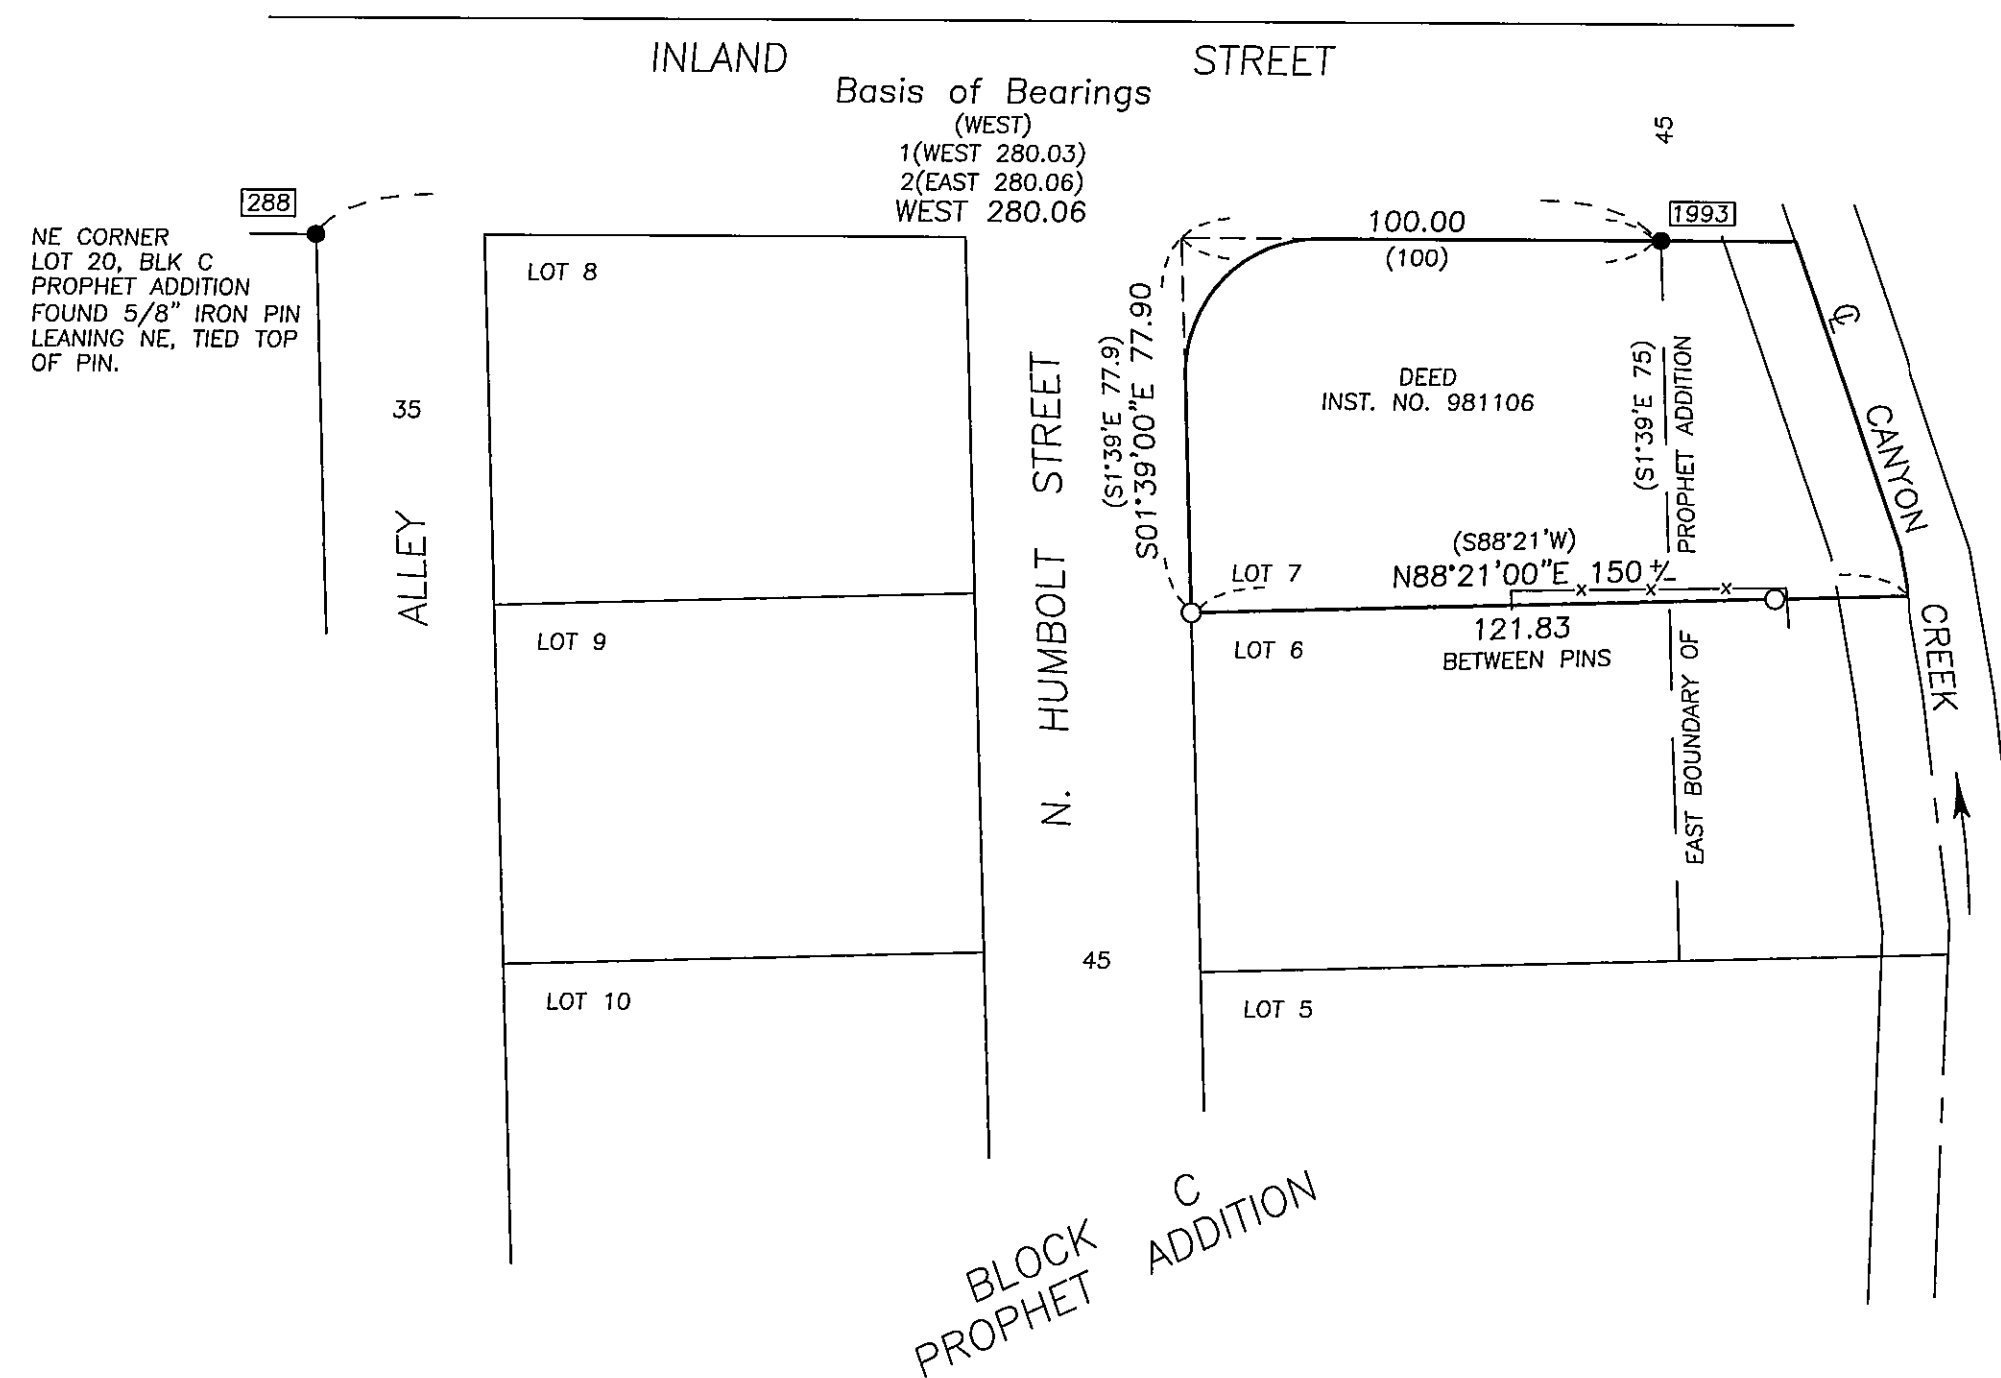 INLAND STREET
Basis of Bearings
(WEST)
1(WEST 280.03)
2(EAST 280.06)
WEST 280.06
45
288
NE CORNER
LOT 20, BLK C
PROPHET ADDITION
FOUND 5/8" IRON PIN
LEANING NE, TIED TOP
OF PIN.
35
ALLEY
LOT 8
LOT 9
LOT 10
N. HUMBOLT STREET
45
(S1°39'E 77.9)
S01°39'00"E 77.90
100.00
(100)
1993
DEED
INST. NO. 981106
(S1°39'E 75)
EAST BOUNDARY OF PROPHET ADDITION
LOT 7
(S88°21'W)
N88°21'00"E 150 +/-
x x x
121.83
BETWEEN PINS
LOT 6
LOT 5
CL
CANYON CREEK
BLOCK C
PROPHET ADDITION